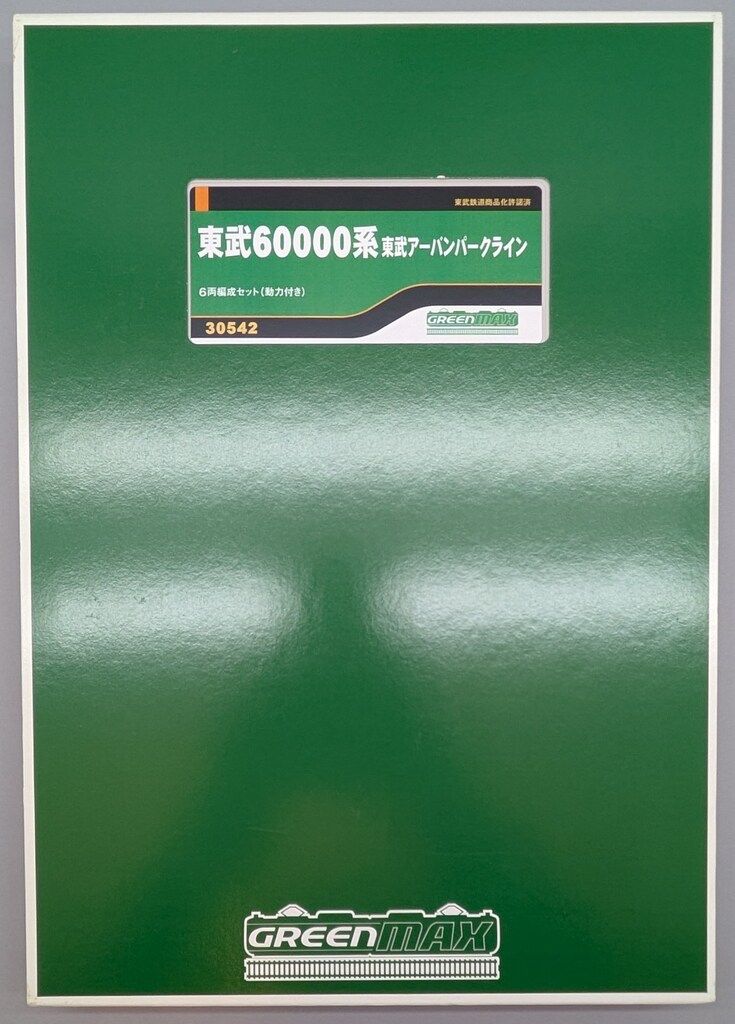 東武鉄道商品化許諾済
東武60000系 東武アーバンパークライン
6両編成セット(動力付き)
30542
GREENMAX
GREENMAX